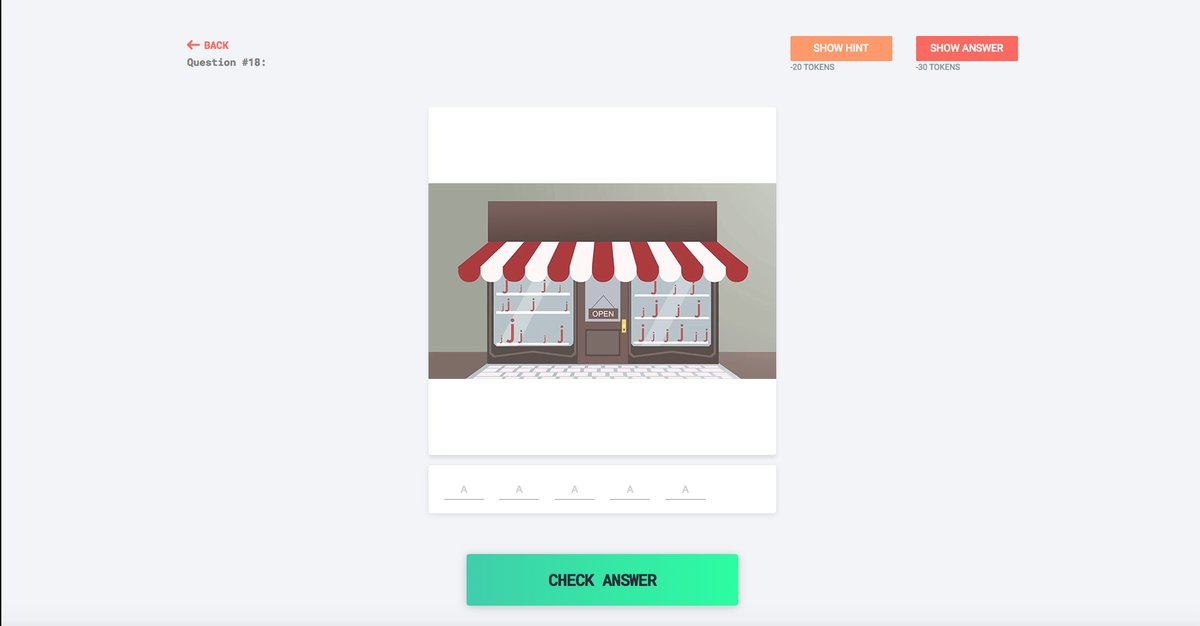 ← BACK
Question #18:
SHOW HINT
-20 TOKENS
SHOW ANSWER
-30 TOKENS
j j j j
j j j j
j j j j j
OPEN
j j j
j j j j
j j j j j j
A A A A A
CHECK ANSWER